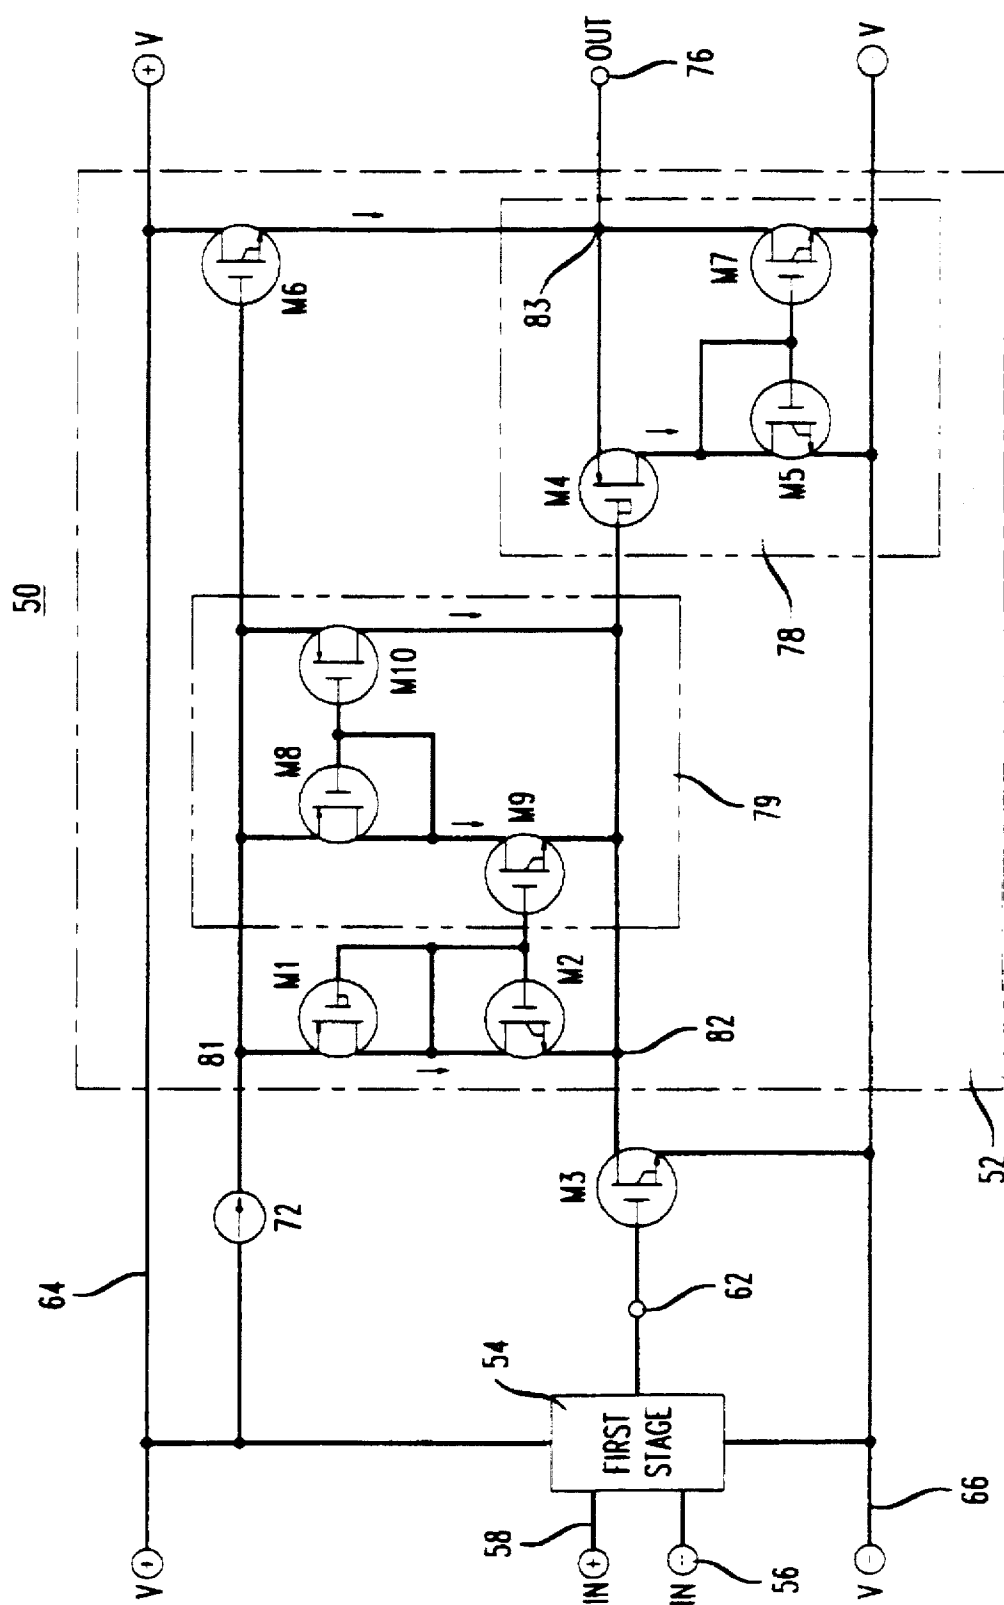 50
V +
V +
64
72
81
M1
M8
M10
M6
M2
M9
79
82
M3
62
54
FIRST
STAGE
58
IN +
IN -
56
66
V -
52
M4
M5
M7
78
83
OUT
76
V